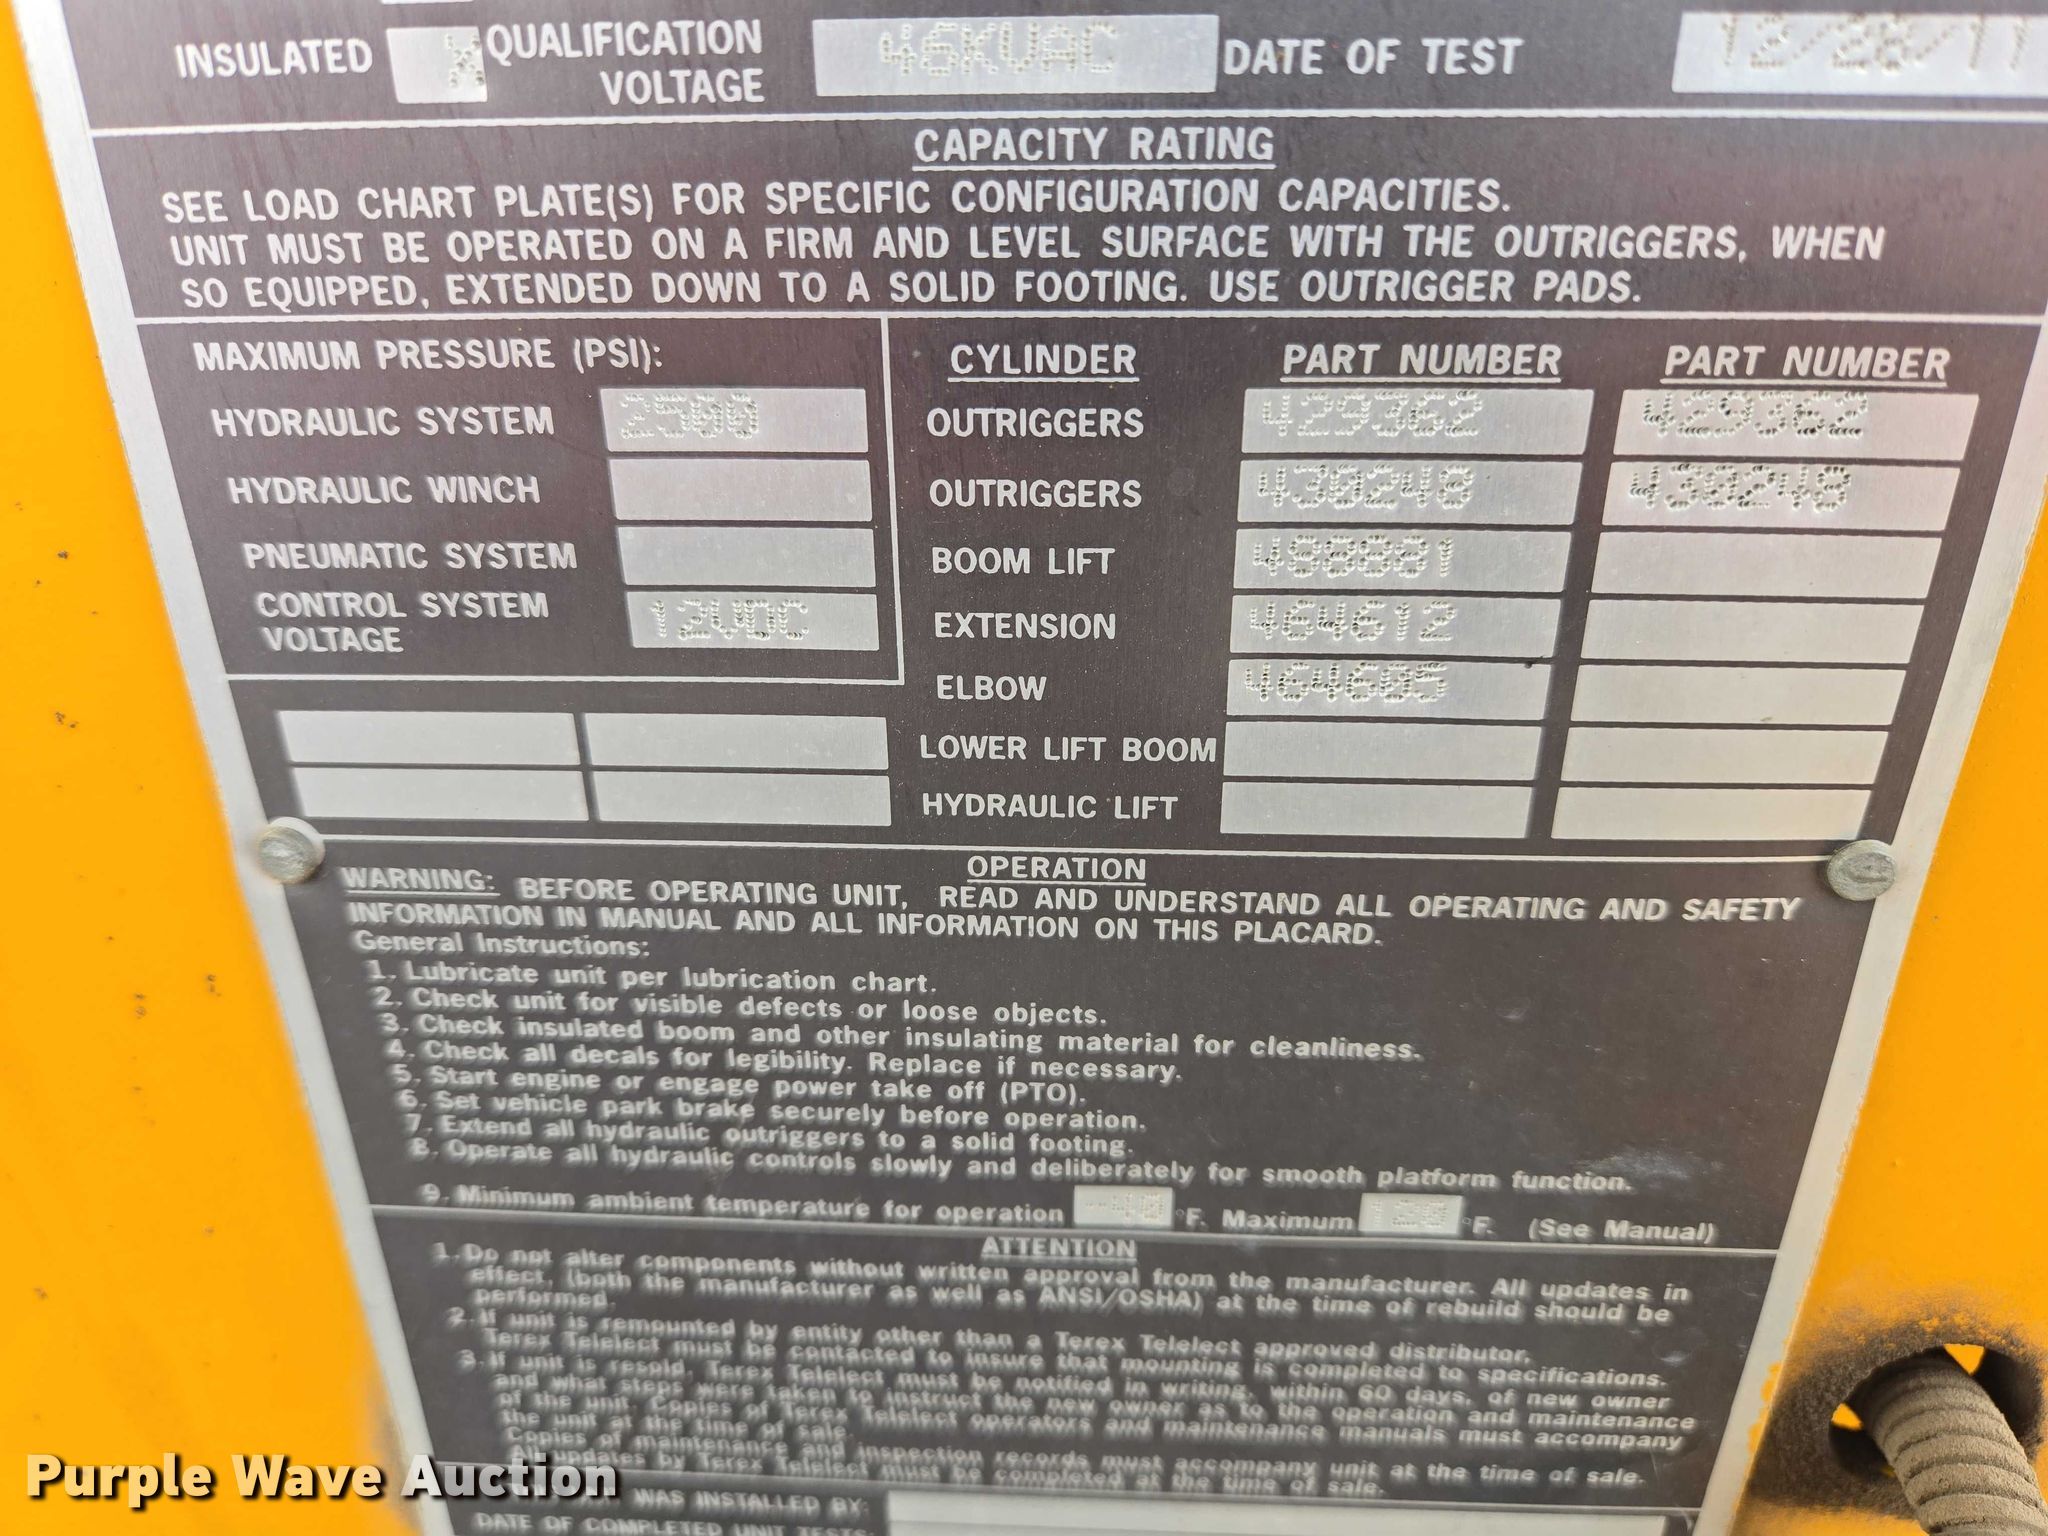 INSULATED X QUALIFICATION VOLTAGE 46KVAC DATE OF TEST 12/28/11
CAPACITY RATING
SEE LOAD CHART PLATE(S) FOR SPECIFIC CONFIGURATION CAPACITIES.
UNIT MUST BE OPERATED ON A FIRM AND LEVEL SURFACE WITH THE OUTRIGGERS, WHEN
SO EQUIPPED, EXTENDED DOWN TO A SOLID FOOTING. USE OUTRIGGER PADS.
MAXIMUM PRESSURE (PSI):
HYDRAULIC SYSTEM 2500
HYDRAULIC WINCH
PNEUMATIC SYSTEM
CONTROL SYSTEM
VOLTAGE 12VDC
CYLINDER PART NUMBER PART NUMBER
OUTRIGGERS 429362 429362
OUTRIGGERS 430248 430248
BOOM LIFT 488881
EXTENSION 464612
ELBOW 464605
LOWER LIFT BOOM
HYDRAULIC LIFT
OPERATION
WARNING: BEFORE OPERATING UNIT, READ AND UNDERSTAND ALL OPERATING AND SAFETY
INFORMATION IN MANUAL AND ALL INFORMATION ON THIS PLACARD.
General Instructions:
1. Lubricate unit per lubrication chart.
2. Check unit for visible defects or loose objects.
3. Check insulated boom and other insulating material for cleanliness.
4. Check all decals for legibility. Replace if necessary.
5. Start engine or engage power take off (PTO).
6. Set vehicle park brake securely before operation.
7. Extend all hydraulic outriggers to a solid footing.
8. Operate all hydraulic controls slowly and deliberately for smooth platform function.
9. Minimum ambient temperature for operation -40 °F. Maximum 120 °F. (See Manual)
ATTENTION
1. Do not alter components without written approval from the manufacturer. All updates in
effect, (both the manufacturer as well as ANSI/OSHA) at the time of rebuild should be
performed.
2. If unit is remounted by entity other than a Terex Telelect approved distributor,
Terex Telelect must be contacted to insure that mounting is completed to specifications.
3. If unit is resold, Terex Telelect must be notified in writing, within 60 days, of new owner
and what steps were taken to instruct the new owner as to the operation and maintenance
of the unit. Copies of Terex Telelect operators and maintenance manuals must accompany
the unit at the time of sale.
Copies of maintenance and inspection records must accompany unit at the time of sale.
All updates by Terex Telelect must be completed at the time of sale.
WAS INSTALLED BY:
DATE OF COMPLETED UNIT TESTS:
Purple Wave Auction